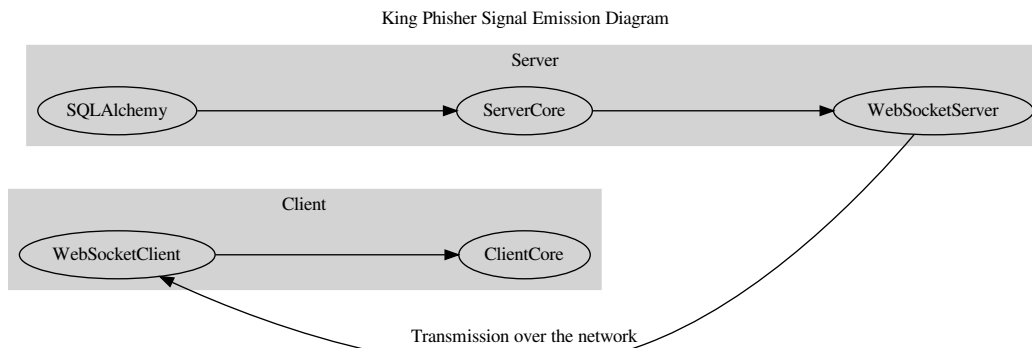 King Phisher Signal Emission Diagram
Server
SQLAlchemy
ServerCore
WebSocketServer
Client
WebSocketClient
ClientCore
Transmission over the network